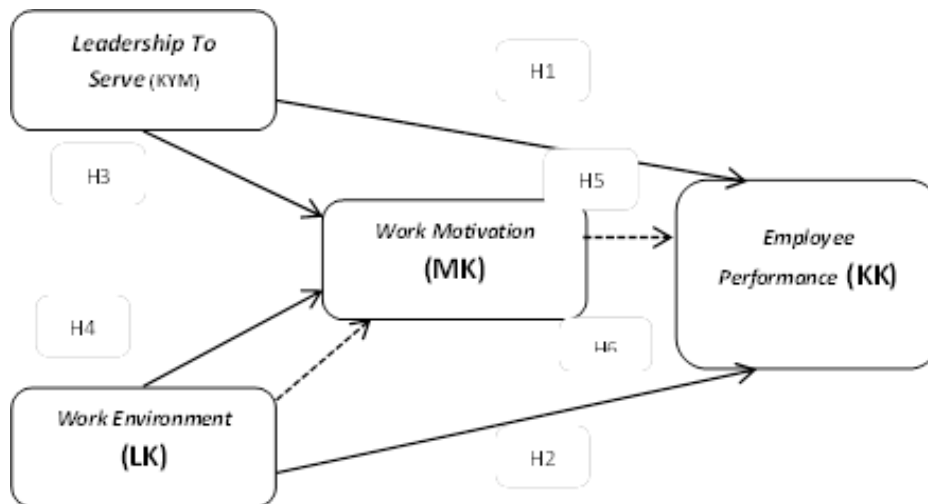 Leadership To
Serve (KYM)
H1
H3
H5
Work Motivation
(MK)
Employee
Performance (KK)
H4
H6
Work Environment
(LK)
H2